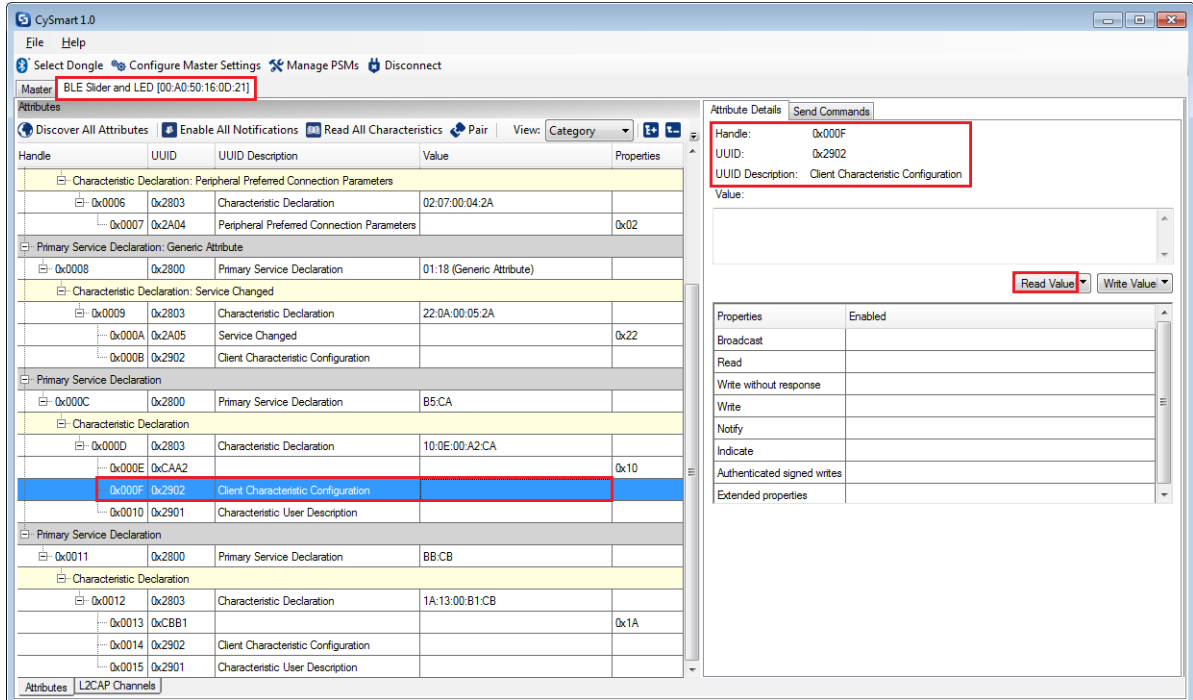 CySmart 1.0
File Help
Select Dongle Configure Master Settings Manage PSMs Disconnect
Master BLE Slider and LED [00:A0:50:16:0D:21]
Attributes
Discover All Attributes Enable All Notifications Read All Characteristics Pair View: Category
Handle UUID UUID Description Value Properties
Characteristic Declaration: Peripheral Preferred Connection Parameters
0x0006 0x2803 Characteristic Declaration 02:07:00:04:2A
0x0007 0x2A04 Peripheral Preferred Connection Parameters 0x02
Primary Service Declaration: Generic Attribute
0x0008 0x2800 Primary Service Declaration 01:18 (Generic Attribute)
Characteristic Declaration: Service Changed
0x0009 0x2803 Characteristic Declaration 22:0A:00:05:2A
0x000A 0x2A05 Service Changed 0x22
0x000B 0x2902 Client Characteristic Configuration
Primary Service Declaration
0x000C 0x2800 Primary Service Declaration B5:CA
Characteristic Declaration
0x000D 0x2803 Characteristic Declaration 10:0E:00:A2:CA
0x000E 0xCAA2 0x10
0x000F 0x2902 Client Characteristic Configuration
0x0010 0x2901 Characteristic User Description
Primary Service Declaration
0x0011 0x2800 Primary Service Declaration BB:CB
Characteristic Declaration
0x0012 0x2803 Characteristic Declaration 1A:13:00:B1:CB
0x0013 0xCBB1 0x1A
0x0014 0x2902 Client Characteristic Configuration
0x0015 0x2901 Characteristic User Description
Attributes L2CAP Channels
Attribute Details Send Commands
Handle: 0x000F
UUID: 0x2902
UUID Description: Client Characteristic Configuration
Value:
Read Value Write Value
Properties Enabled
Broadcast
Read
Write without response
Write
Notify
Indicate
Authenticated signed writes
Extended properties